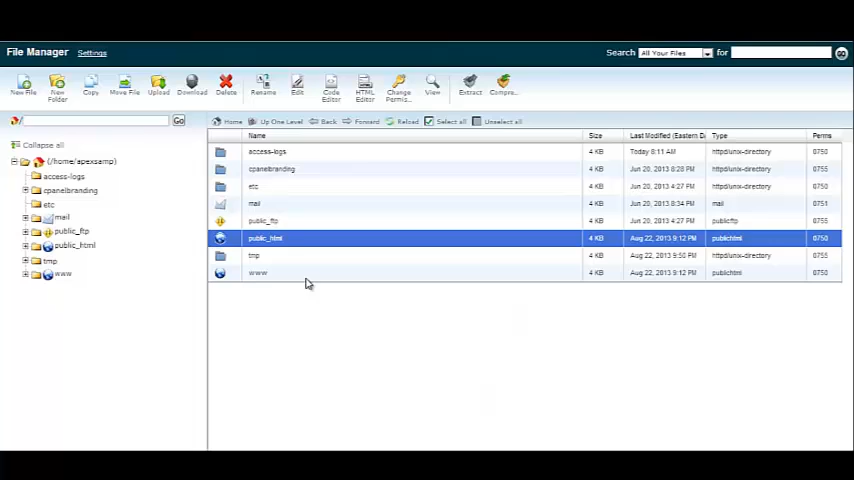 File Manager Settings Search All Your Files for GO
New File New Folder Copy Move File Upload Download Delete Rename Edit Code Editor HTML Editor Change Permis... View Extract Compre...
/ Go Home Up One Level Back Forward Reload Select all Unselect all
Name Size Last Modified (Eastern Da Type Perms
Collapse all
(/home/apexsamp)
access-logs
cpanelbranding
etc
mail
public_ftp
public_html
tmp
www
access-logs 4 KB Today 8:11 AM httpd/unix-directory 0750
cpanelbranding 4 KB Jun 20, 2013 8:28 PM httpd/unix-directory 0755
etc 4 KB Jun 20, 2013 4:27 PM httpd/unix-directory 0750
mail 4 KB Jun 20, 2013 8:34 PM mail 0751
public_ftp 4 KB Jun 20, 2013 4:27 PM publicftp 0755
public_html 4 KB Aug 22, 2013 9:12 PM publichtml 0750
tmp 4 KB Aug 22, 2013 9:50 PM httpd/unix-directory 0755
www 4 KB Aug 22, 2013 9:12 PM publichtml 0750